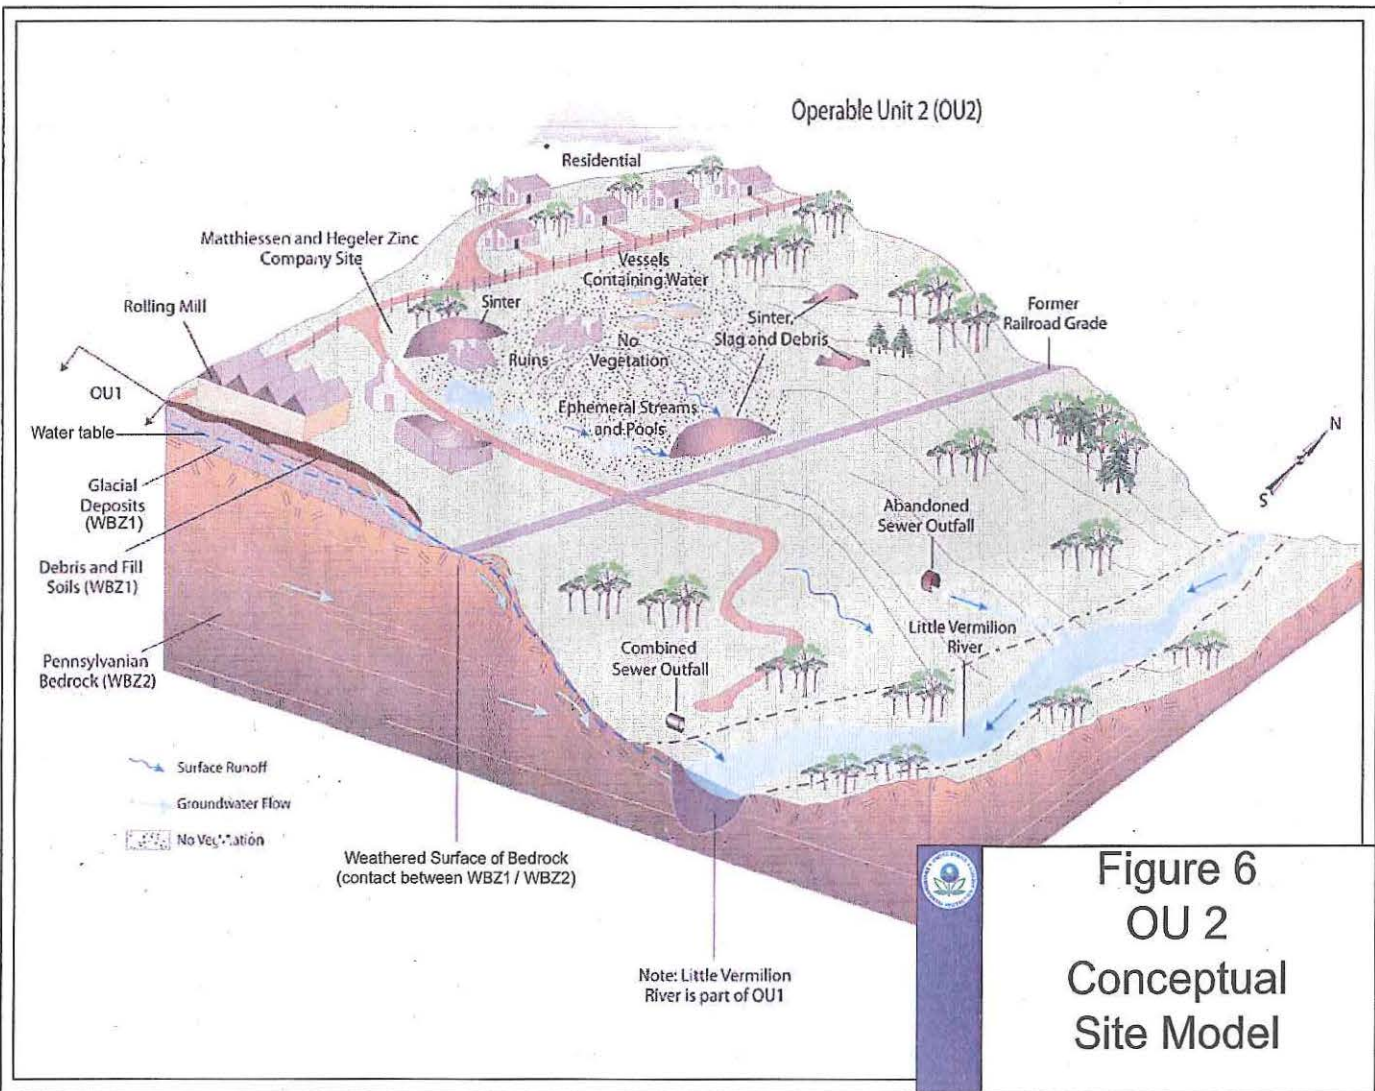 Operable Unit 2 (OU2)
Residential
Matthiessen and Hegeler Zinc
Company Site
Vessels
Containing Water
Rolling Mill
Sinter
Former
Railroad Grade
Sinter,
Slag and Debris
No
Vegetation
Ruins
OU1
Ephemeral Streams
and Pools
Water table
N
S
Glacial
Deposits
(WBZ1)
Abandoned
Sewer Outfall
Debris and Fill
Soils (WBZ1)
Little Vermilion
River
Combined
Sewer Outfall
Pennsylvanian
Bedrock (WBZ2)
Surface Runoff
Groundwater Flow
No Vegetation
Weathered Surface of Bedrock
(contact between WBZ1 / WBZ2)
Note: Little Vermilion
River is part of OU1
Figure 6
OU 2
Conceptual
Site Model